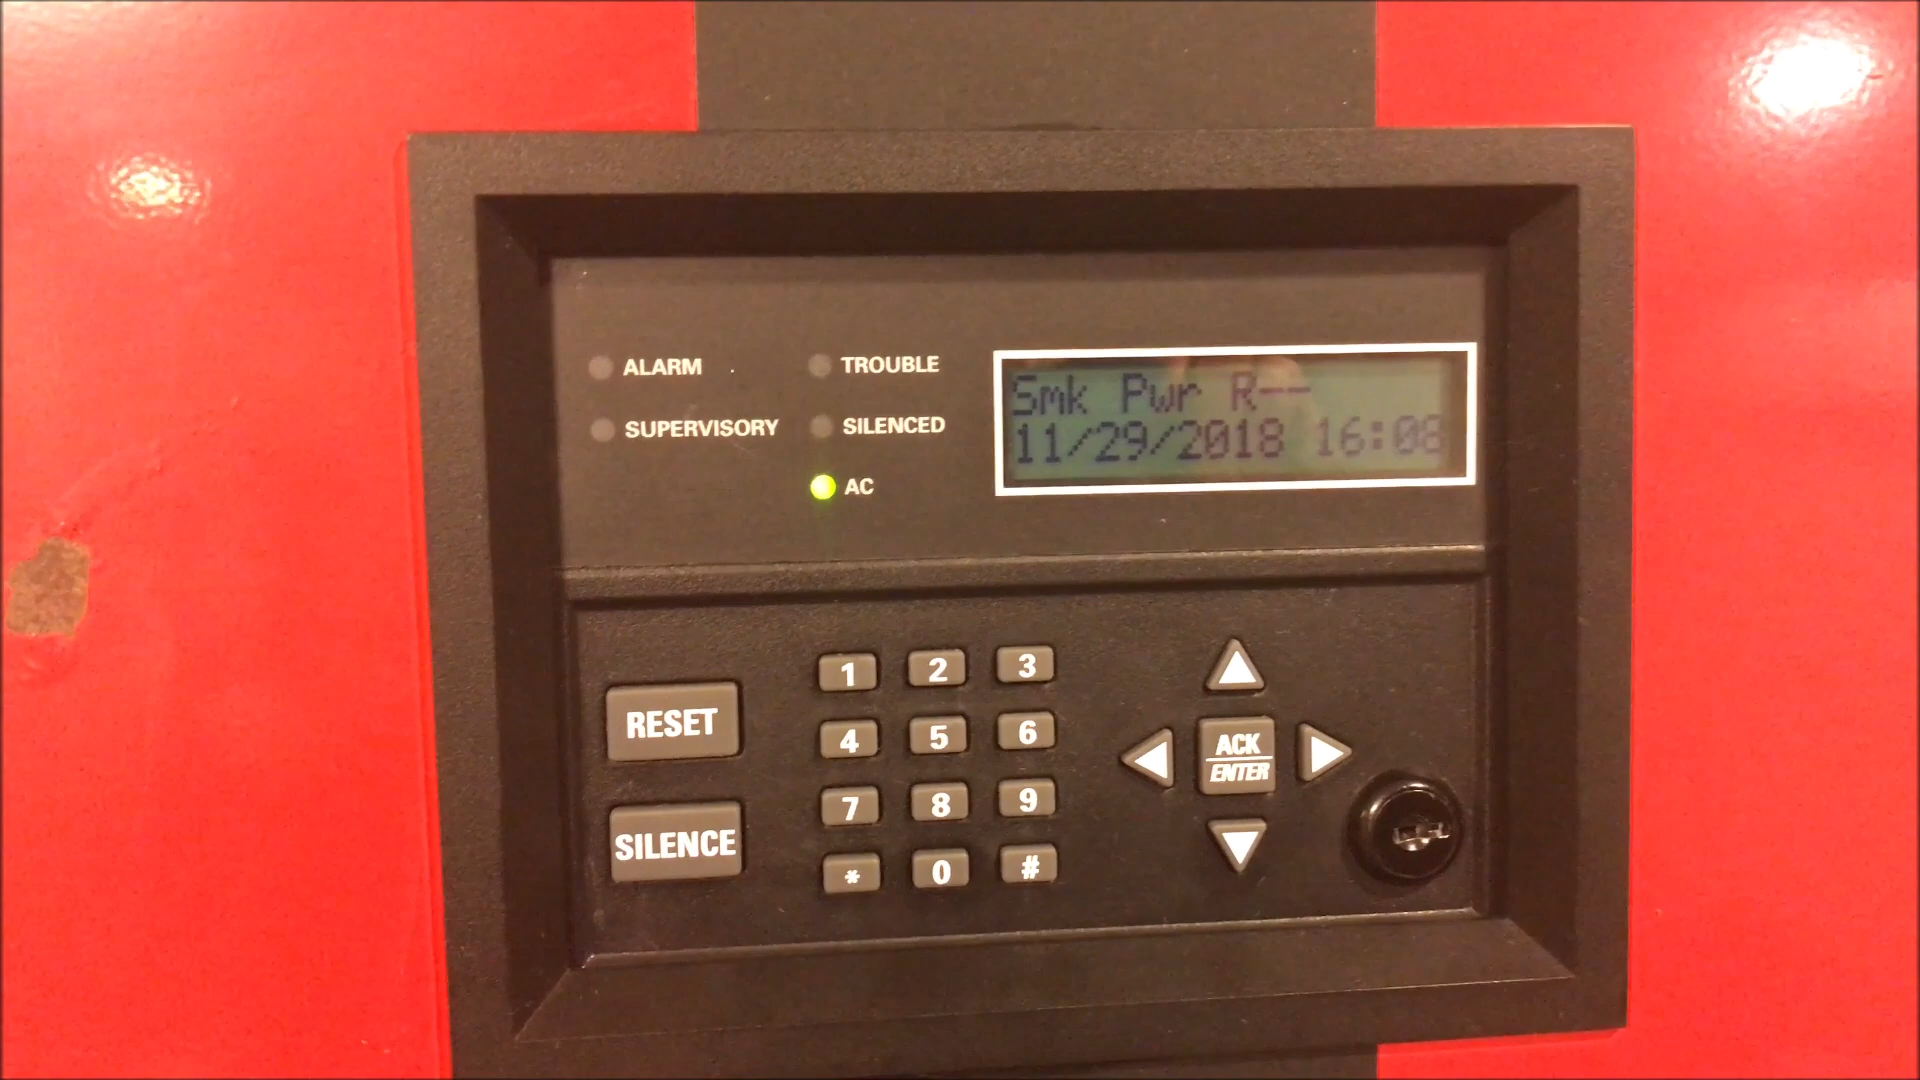 ALARM
TROUBLE
SUPERVISORY
SILENCED
AC
Smk Pwr R--
11/29/2018 16:08
RESET
SILENCE
1 2 3
4 5 6
7 8 9
* 0 #
ACK
ENTER